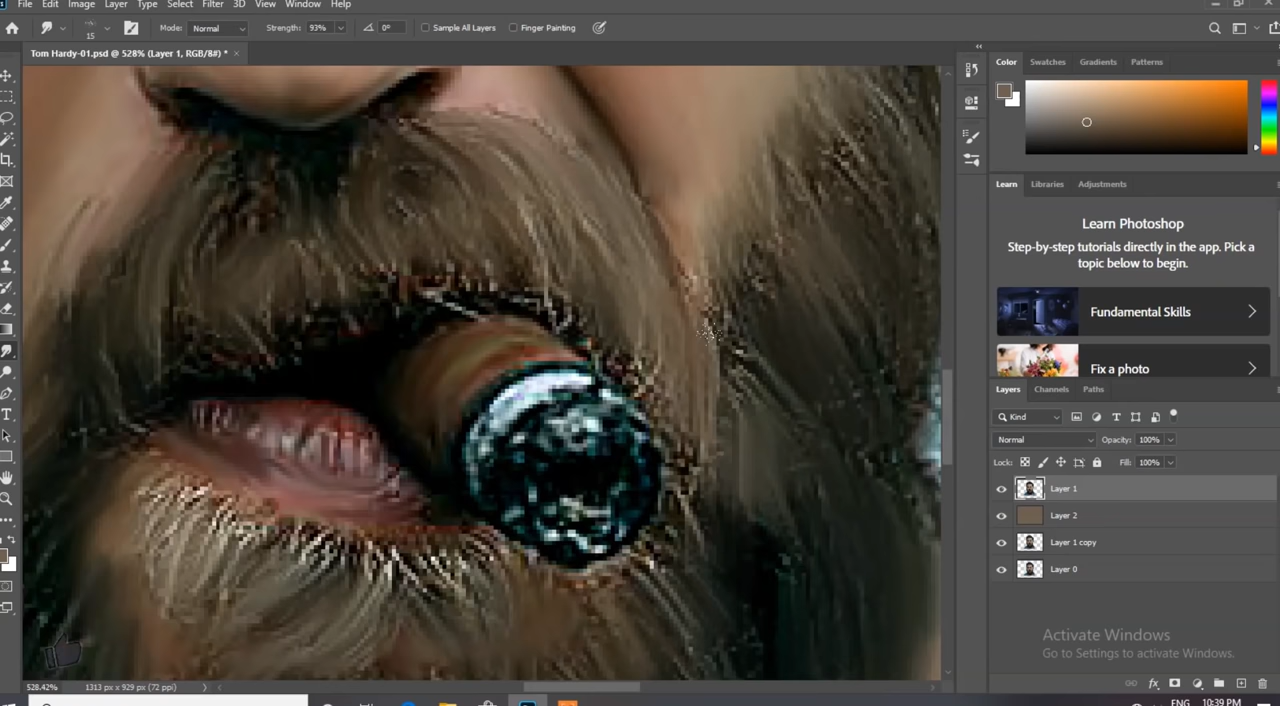 File Edit Image Layer Type Select Filter 3D View Window Help
15 Mode: Normal Strength: 93% 0° Sample All Layers Finger Painting
Tom Hardy-01.psd @ 528% (Layer 1, RGB/8#) * ×
Color Swatches Gradients Patterns
Learn Libraries Adjustments
Learn Photoshop
Step-by-step tutorials directly in the app. Pick a
topic below to begin.
Fundamental Skills
Fix a photo
Layers Channels Paths
Kind
Normal Opacity: 100%
Lock: Fill: 100%
Layer 1
Layer 2
Layer 1 copy
Layer 0
Activate Windows
Go to Settings to activate Windows.
528.42% 1313 px x 929 px (72 ppi)
ENG 10:39 PM